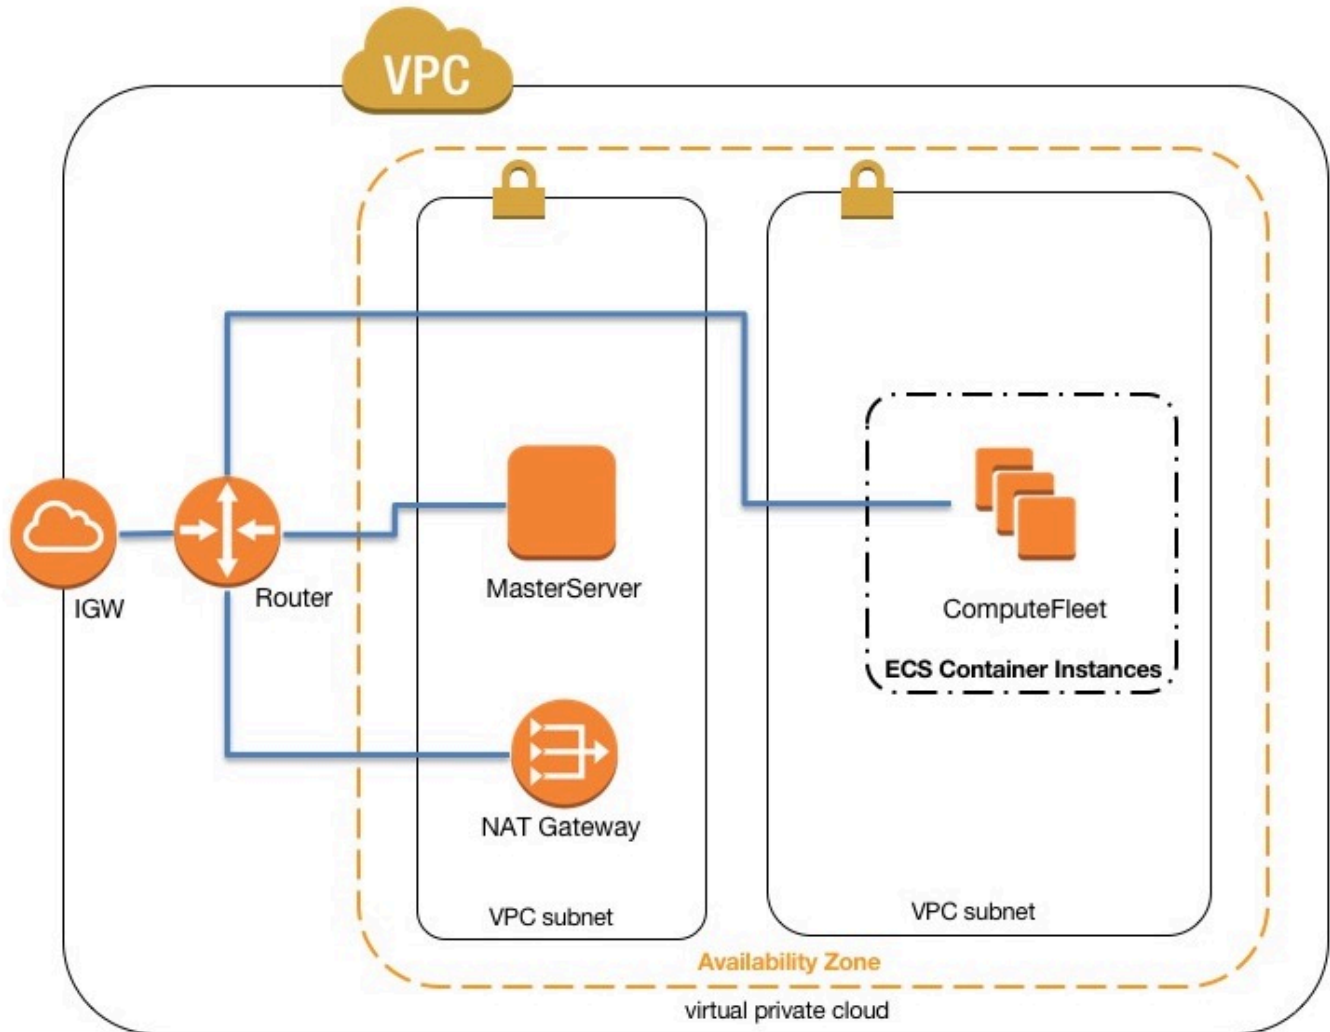 VPC
IGW
Router
MasterServer
NAT Gateway
VPC subnet
ComputeFleet
ECS Container Instances
VPC subnet
Availability Zone
virtual private cloud